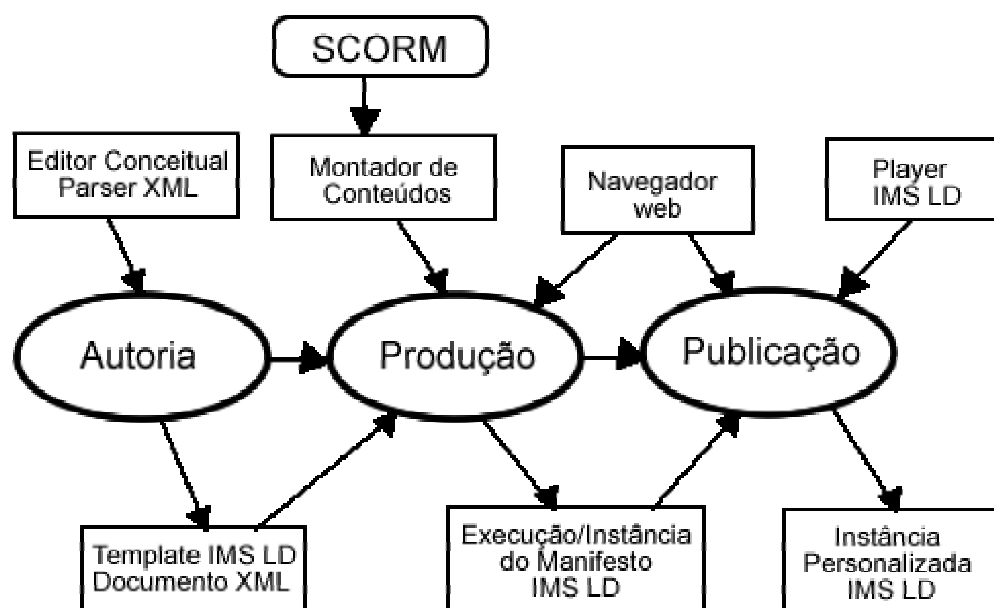 SCORM
Editor Conceitual
Parser XML
Montador de
Conteúdos
Navegador
web
Player
IMS LD
Autoria
Produção
Publicação
Template IMS LD
Documento XML
Execução/Instância
do Manifesto
IMS LD
Instância
Personalizada
IMS LD